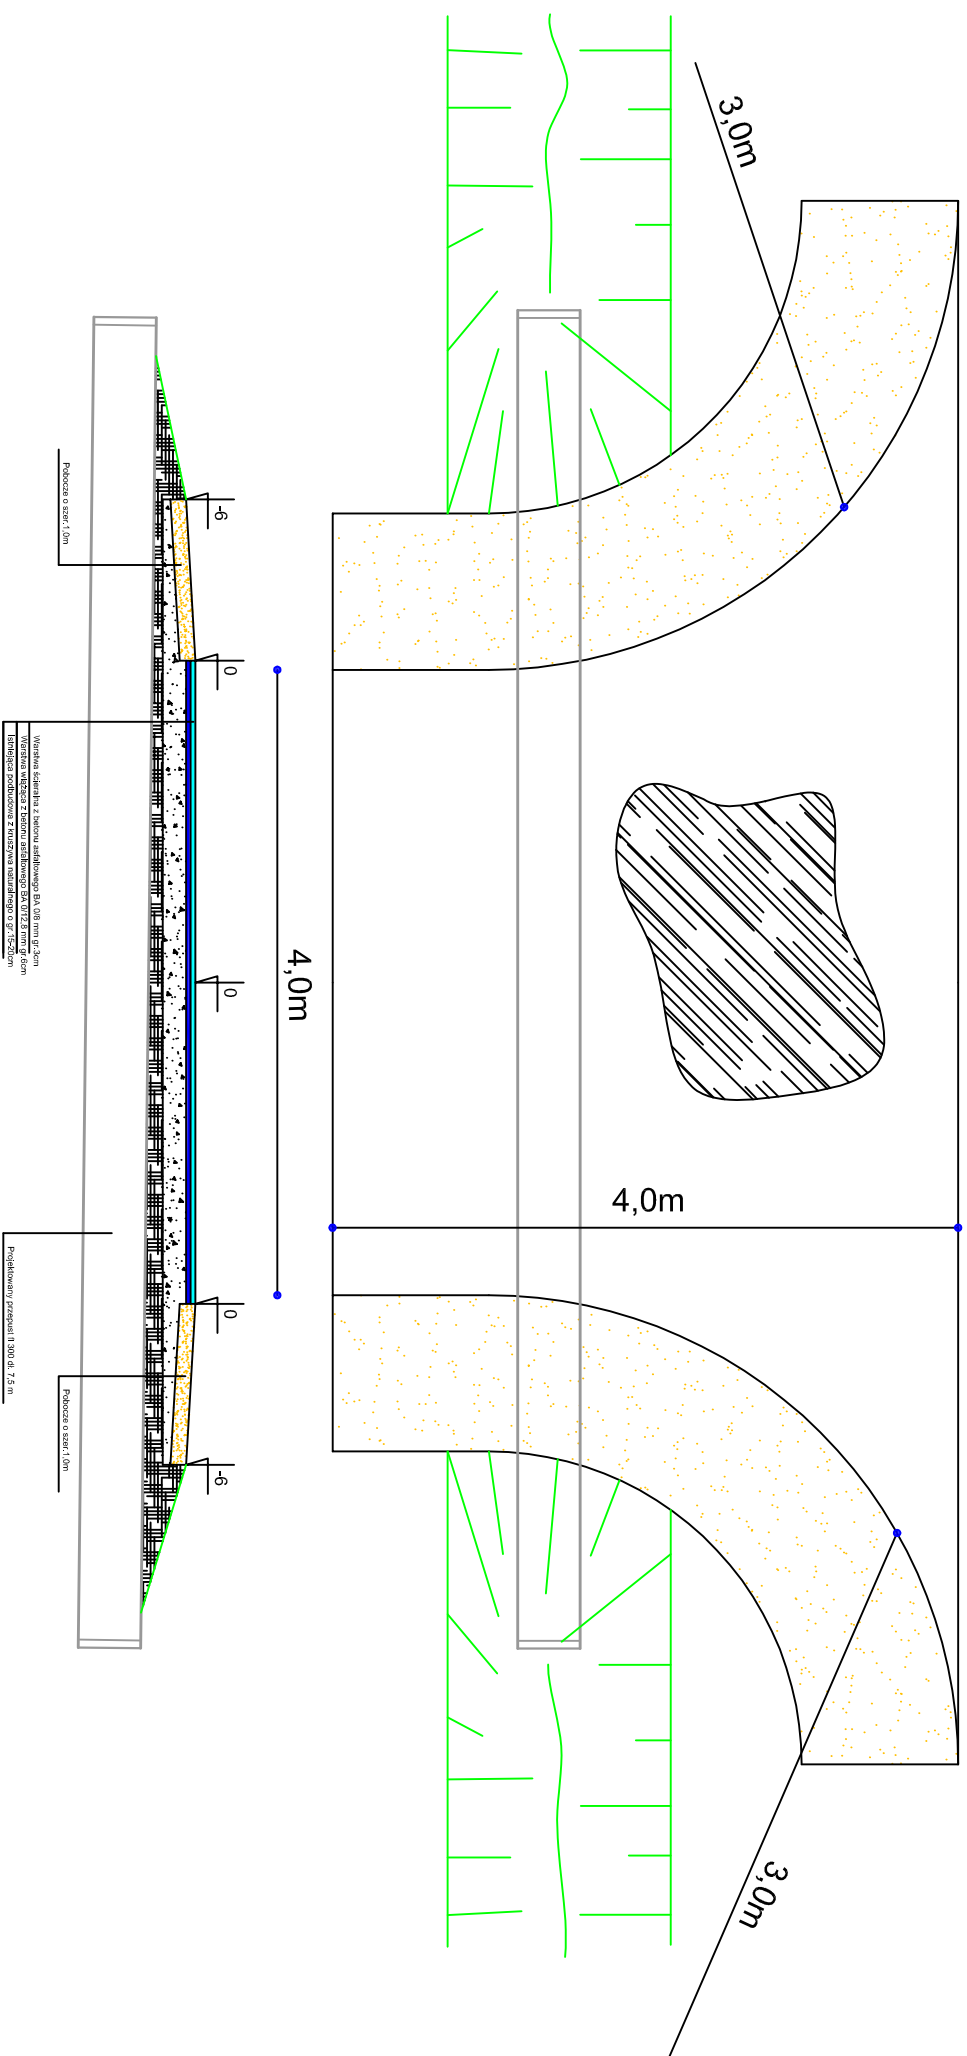 3,0m
-6
Pobocze o szer.1,0m
0
Warstwa ścieralna z betonu asfaltowego BA 0/8 mm gr.3cm
Warstwa wiążąca z betonu asfaltowego BA 0/12,8 mm gr.6cm
Istniejąca podbudowa z kruszywa naturalnego o gr.15-20cm
0
4,0m
4,0m
0
Projektowany przepust fi 300 dł. 7,5 m
Pobocze o szer.1,0m
-6
3,0m